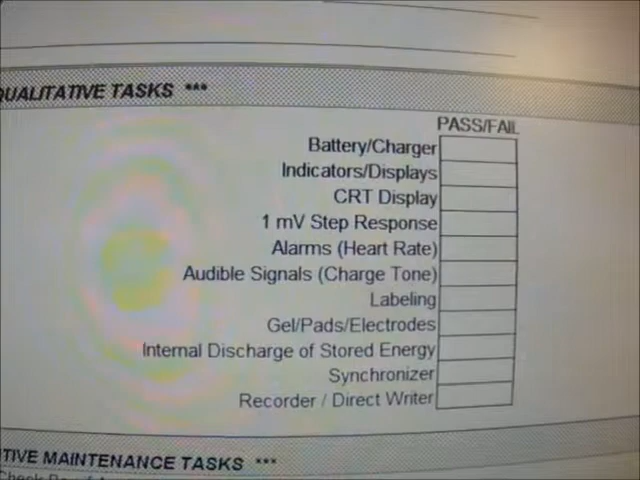 QUALITATIVE TASKS ***
PASS/FAIL
Battery/Charger
Indicators/Displays
CRT Display
1 mV Step Response
Alarms (Heart Rate)
Audible Signals (Charge Tone)
Labeling
Gel/Pads/Electrodes
Internal Discharge of Stored Energy
Synchronizer
Recorder / Direct Writer
TIVE MAINTENANCE TASKS ***
Check